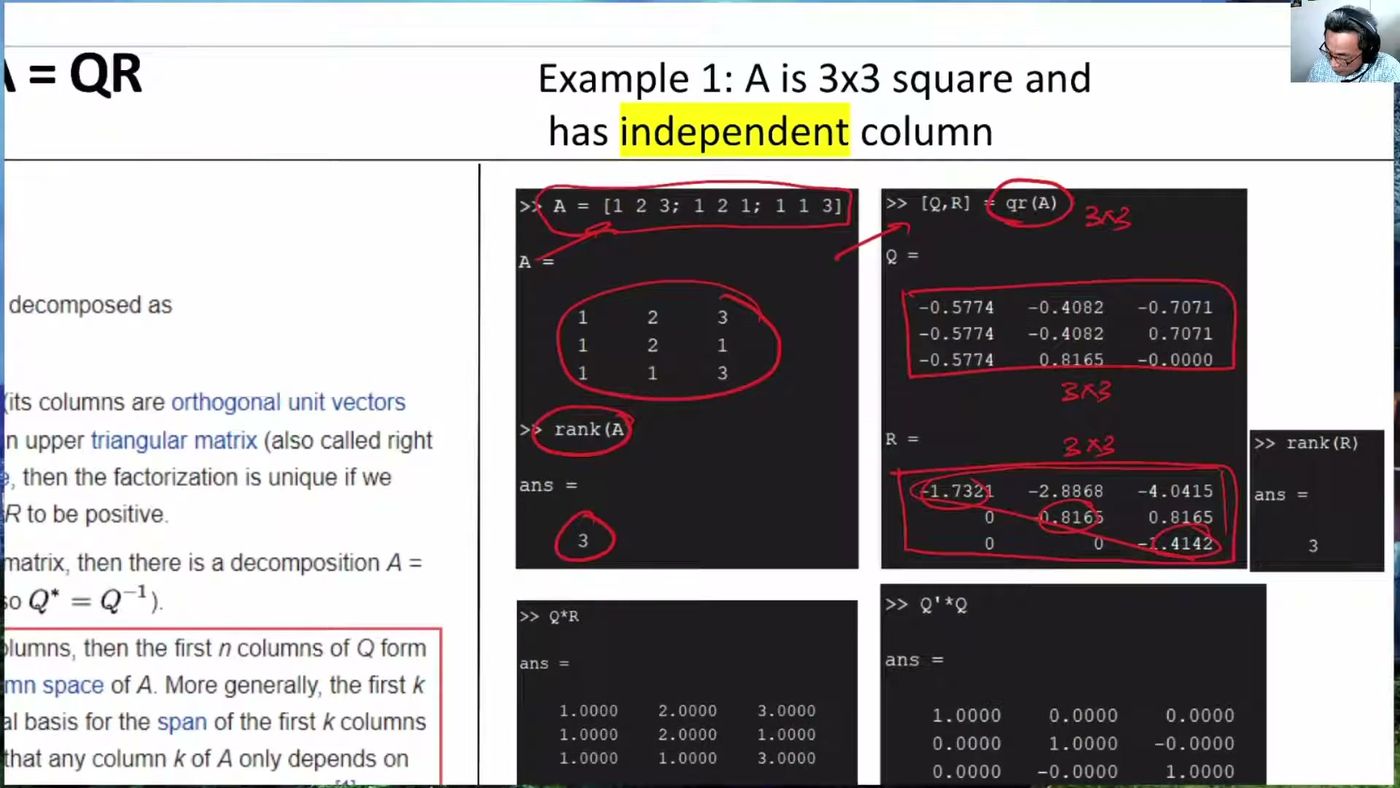 = QR
Example 1: A is 3x3 square and
has independent column
decomposed as
(its columns are orthogonal unit vectors
n upper triangular matrix (also called right
, then the factorization is unique if we
R to be positive.
matrix, then there is a decomposition A =
so Q* = Q⁻¹).
olumns, then the first n columns of Q form
mn space of A. More generally, the first k
al basis for the span of the first k columns
that any column k of A only depends on
>> A = [1 2 3; 1 2 1; 1 1 3]
A =
1 2 3
1 2 1
1 1 3
>> rank(A
ans =
3
>> [Q,R] = qr(A)
3x3
Q =
-0.5774 -0.4082 -0.7071
-0.5774 -0.4082 0.7071
-0.5774 0.8165 -0.0000
3x3
R =
3x3
-1.7321 -2.8868 -4.0415
0 -0.8165 0.8165
0 0 -1.4142
>> rank(R)
ans =
3
>> Q*R
ans =
1.0000 2.0000 3.0000
1.0000 2.0000 1.0000
1.0000 1.0000 3.0000
>> Q'*Q
ans =
1.0000 0.0000 0.0000
0.0000 1.0000 -0.0000
0.0000 -0.0000 1.0000